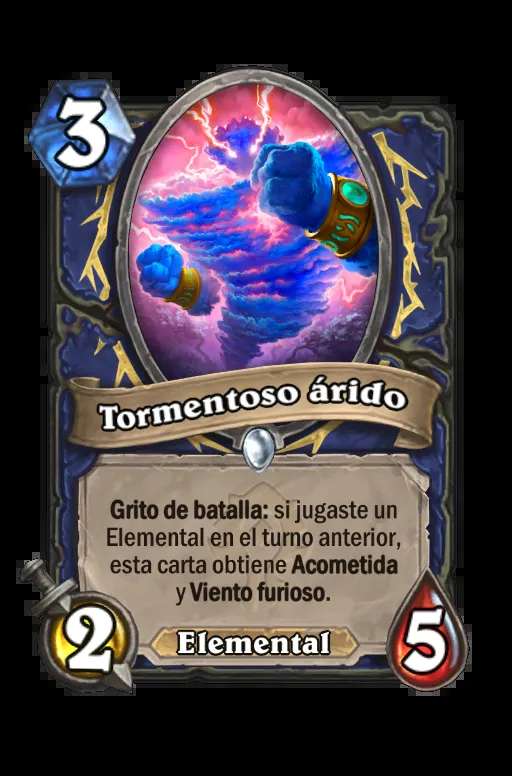 3
Tormentoso árido
Grito de batalla: si jugaste un
Elemental en el turno anterior,
esta carta obtiene Acometida
y Viento furioso.
2
Elemental
5